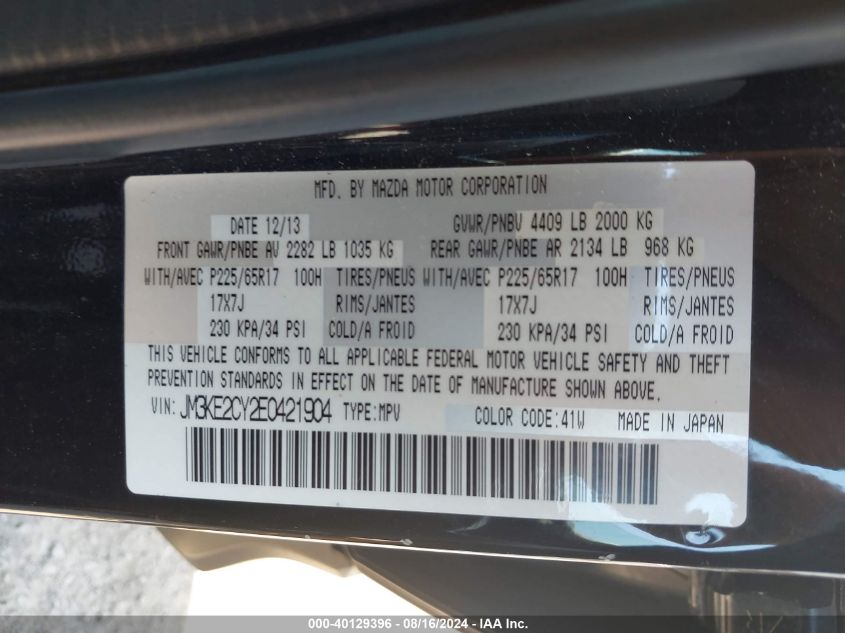 MFD. BY MAZDA MOTOR CORPORATION
DATE 12/13 GVWR/PNBV 4409 LB 2000 KG
FRONT GAWR/PNBE AV 2282 LB 1035 KG REAR GAWR/PNBE AR 2134 LB 968 KG
WITH/AVEC P225/65R17 100H TIRES/PNEUS WITH/AVEC P225/65R17 100H TIRES/PNEUS
17X7J RIMS/JANTES 17X7J RIMS/JANTES
230 KPA/34 PSI COLD/A FROID 230 KPA/34 PSI COLD/A FROID
THIS VEHICLE CONFORMS TO ALL APPLICABLE FEDERAL MOTOR VEHICLE SAFETY AND THEFT
PREVENTION STANDARDS IN EFFECT ON THE DATE OF MANUFACTURE SHOWN ABOVE.
VIN: JM3KE2CY2E0421904 TYPE:MPV COLOR CODE:41W MADE IN JAPAN
000-40129396 - 08/16/2024 - IAA Inc.